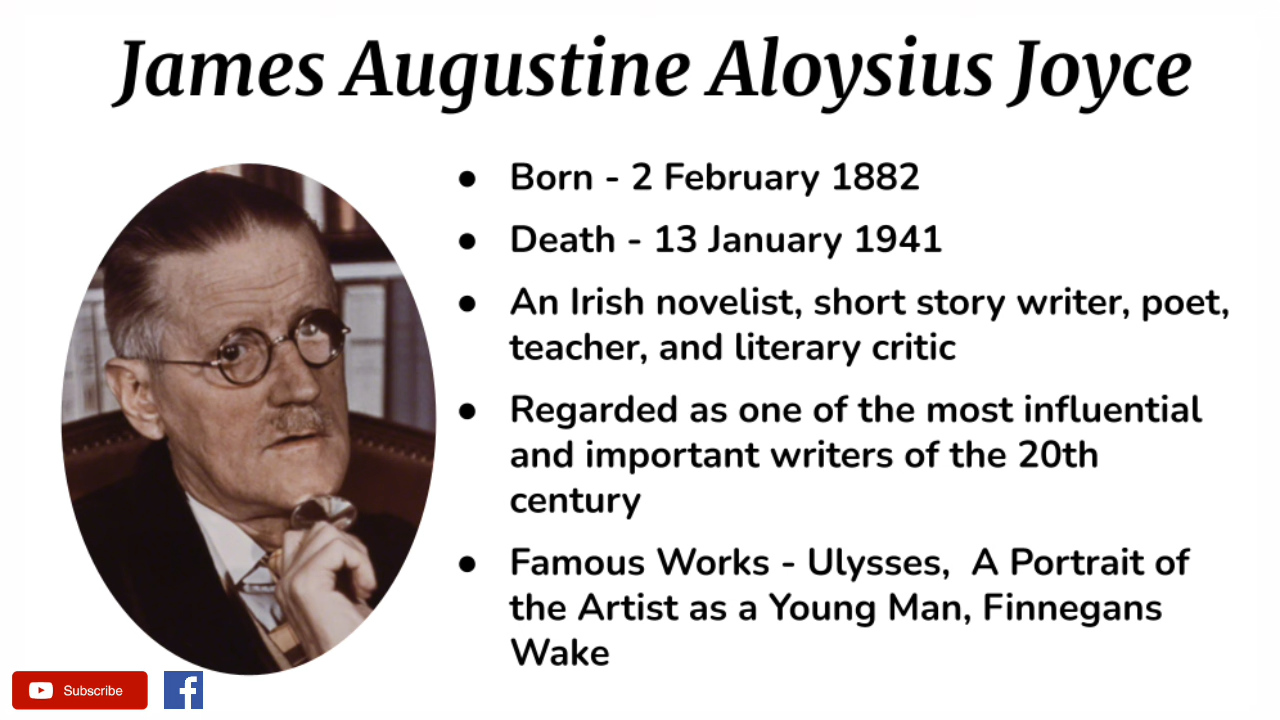 James Augustine Aloysius Joyce
● Born - 2 February 1882
● Death - 13 January 1941
● An Irish novelist, short story writer, poet,
teacher, and literary critic
● Regarded as one of the most influential
and important writers of the 20th
century
● Famous Works - Ulysses,  A Portrait of
the Artist as a Young Man, Finnegans
Wake
Subscribe